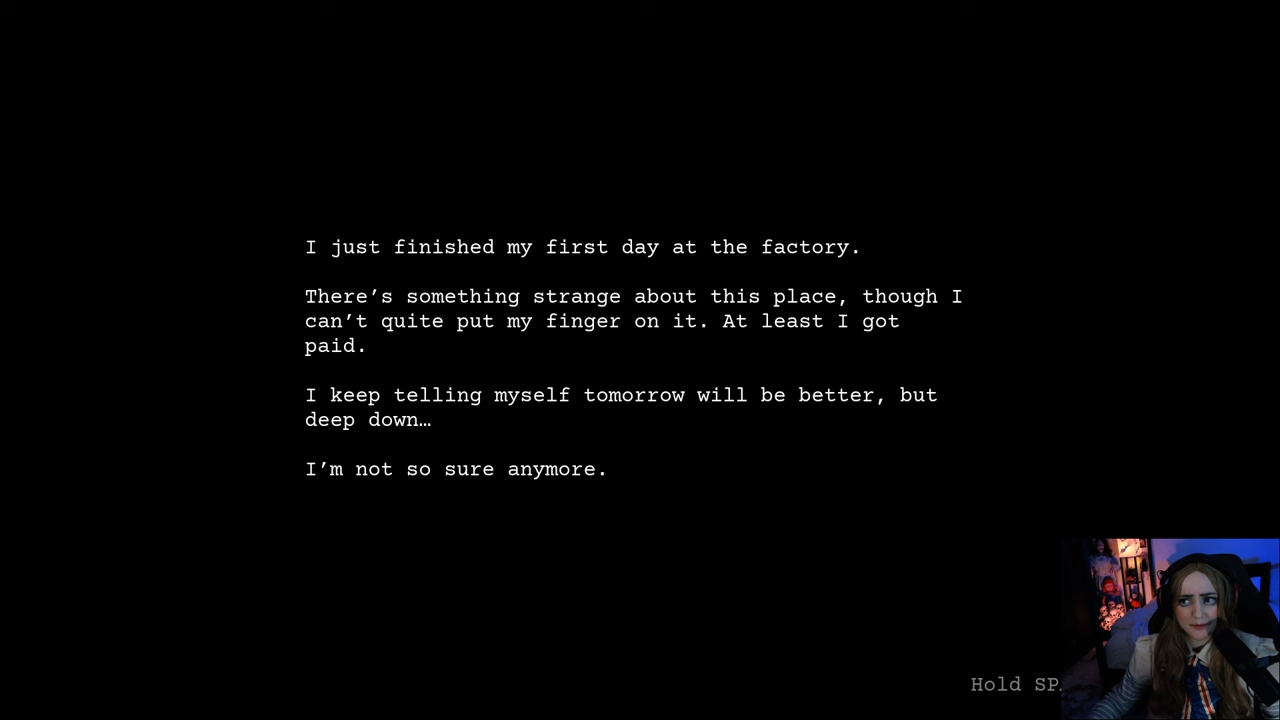 I just finished my first day at the factory.
There’s something strange about this place, though I
can’t quite put my finger on it. At least I got
paid.
I keep telling myself tomorrow will be better, but
deep down…
I’m not so sure anymore.
Hold